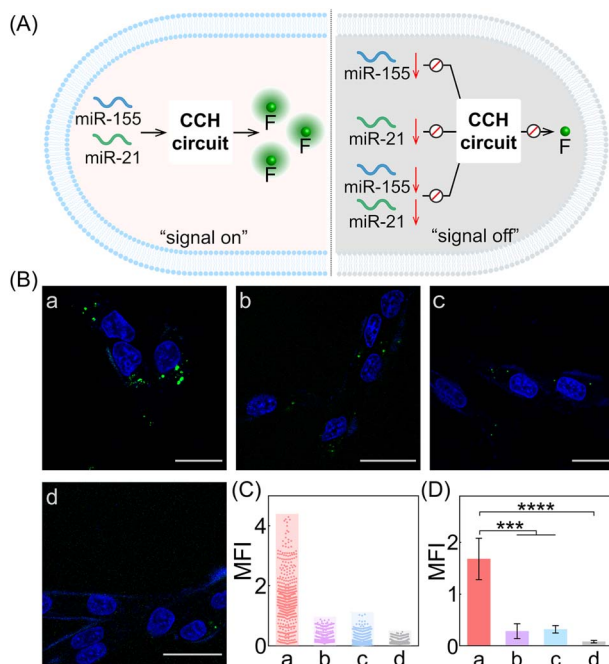 (A)
miR-155
miR-21
CCH
circuit
F
F
F
"signal on"
miR-155
miR-21
miR-155
miR-21
CCH
circuit
F
"signal off"
(B)
a
b
c
d
(C)
MFI
4
2
0
a b c d
(D)
MFI
2
1
0
****
***
a b c d